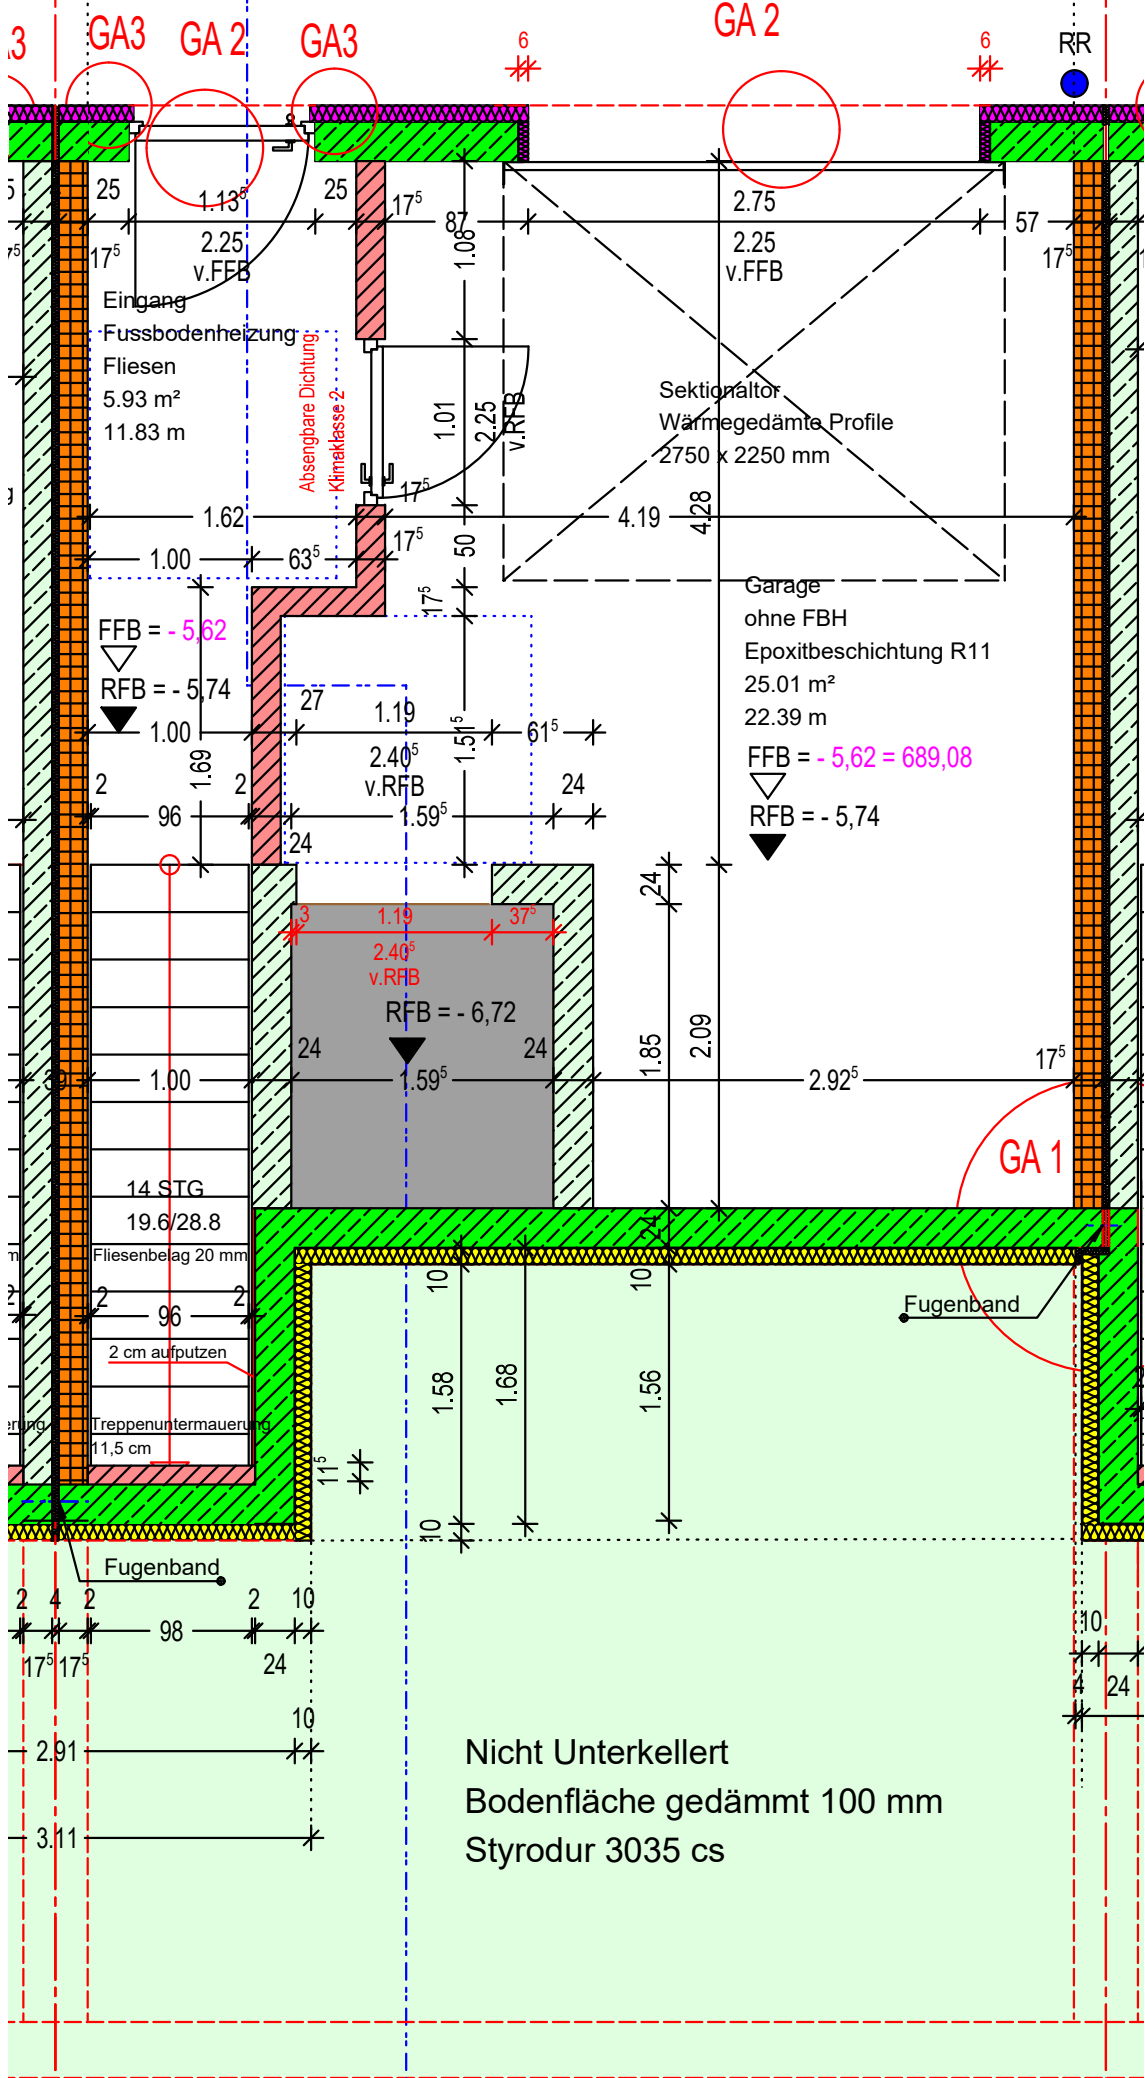 GA3
GA 2
GA3
GA 2
RR
6
6
25
1.13⁵
25
17⁵
87
2.75
57
2.25
v.FFB
2.25
v.FFB
17⁵
17⁵
1.08
Eingang
Fussbodenheizung
Fliesen
5.93 m²
11.83 m
Absengbare Dichtung
Klimaklasse 2
1.01
2.25
v.RFB
Sektionaltor
Wärmegedämte Profile
2750 x 2250 mm
17⁵
1.62
4.19
4.28
1.00
63⁵
17⁵
50
17⁵
Garage
ohne FBH
Epoxitbeschichtung R11
25.01 m²
22.39 m
FFB = - 5,62
RFB = - 5,74
FFB = - 5,62 = 689,08
RFB = - 5,74
27
1.19
61⁵
1.00
2.40⁵
v.RFB
1.51⁵
1.69
2
96
2
1.59⁵
24
24
24
3
1.19
37⁵
2.40⁵
v.RFB
RFB = - 6,72
24
24
1.85
2.09
17⁵
39
1.00
1.59⁵
2.92⁵
GA 1
14 STG
19.6/28.8
Fliesenbelag 20 mm
24
10
10
Fugenband
2
96
2
2 cm aufputzen
1.58
1.68
1.56
Treppenuntermauerung
11,5 cm
11⁵
10
Fugenband
2
4
2
98
2
10
17⁵
17⁵
24
10
4
24
10
2.91
3.11
Nicht Unterkellert
Bodenfläche gedämmt 100 mm
Styrodur 3035 cs